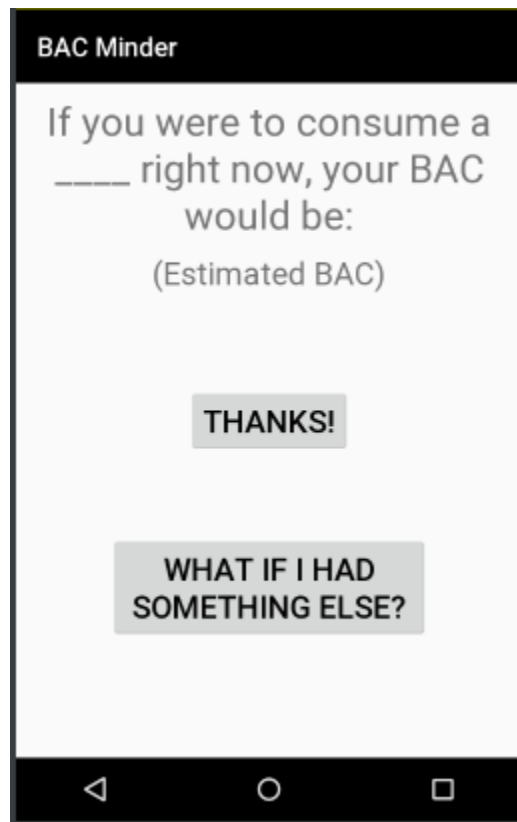 BAC Minder
If you were to consume a
____ right now, your BAC
would be:
(Estimated BAC)
THANKS!
WHAT IF I HAD
SOMETHING ELSE?